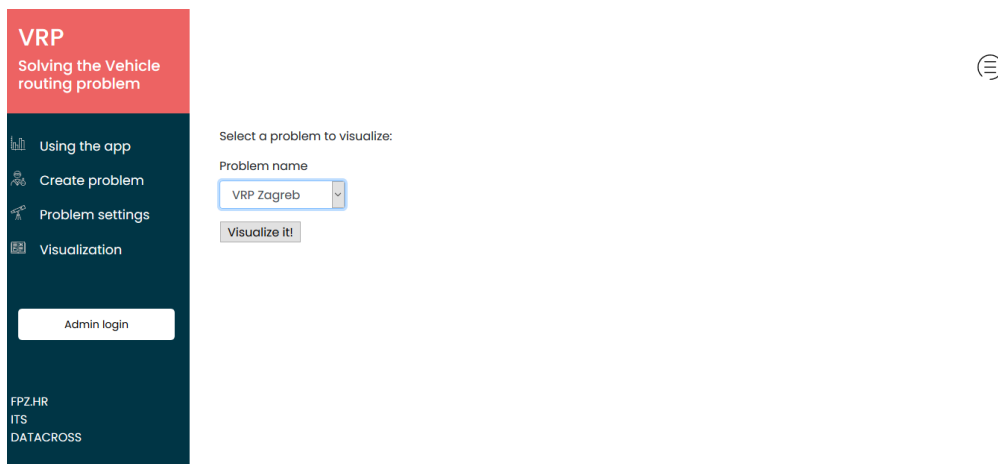 VRP
Solving the Vehicle
routing problem
Using the app
Create problem
Problem settings
Visualization
Admin login
FPZ.HR
ITS
DATACROSS
Select a problem to visualize:
Problem name
VRP Zagreb
Visualize it!